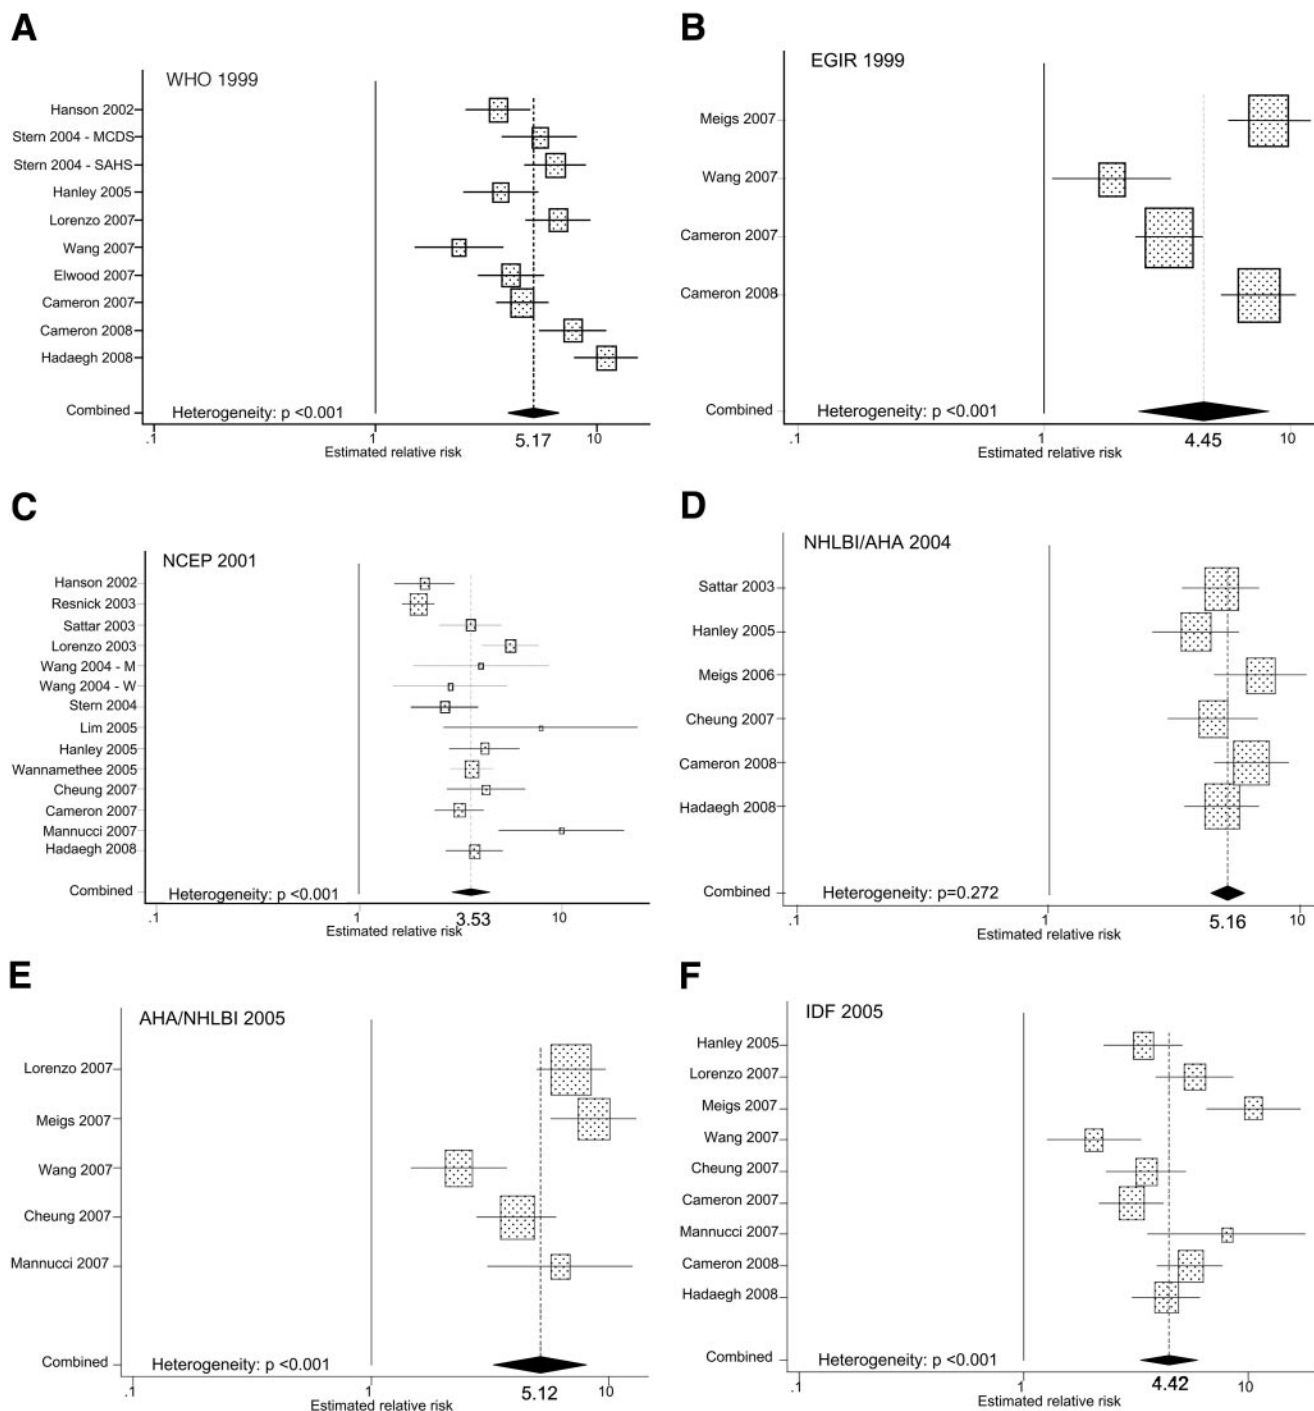 A
WHO 1999
Hanson 2002
Stern 2004 - MCDS
Stern 2004 - SAHS
Hanley 2005
Lorenzo 2007
Wang 2007
Elwood 2007
Cameron 2007
Cameron 2008
Hadaegh 2008
Combined
Heterogeneity: p <0.001
.1
1
5.17
10
Estimated relative risk
B
EGIR 1999
Meigs 2007
Wang 2007
Cameron 2007
Cameron 2008
Combined
Heterogeneity: p <0.001
.1
1
4.45
10
Estimated relative risk
C
NCEP 2001
Hanson 2002
Resnick 2003
Sattar 2003
Lorenzo 2003
Wang 2004 - M
Wang 2004 - W
Stern 2004
Lim 2005
Hanley 2005
Wannamethee 2005
Cheung 2007
Cameron 2007
Mannucci 2007
Hadaegh 2008
Combined
Heterogeneity: p <0.001
.1
1
3.53
10
Estimated relative risk
D
NHLBI/AHA 2004
Sattar 2003
Hanley 2005
Meigs 2006
Cheung 2007
Cameron 2008
Hadaegh 2008
Combined
Heterogeneity: p=0.272
.1
1
5.16
10
Estimated relative risk
E
AHA/NHLBI 2005
Lorenzo 2007
Meigs 2007
Wang 2007
Cheung 2007
Mannucci 2007
Combined
Heterogeneity: p <0.001
.1
1
5.12
10
Estimated relative risk
F
IDF 2005
Hanley 2005
Lorenzo 2007
Meigs 2007
Wang 2007
Cheung 2007
Cameron 2007
Mannucci 2007
Cameron 2008
Hadaegh 2008
Combined
Heterogeneity: p <0.001
.1
1
4.42
10
Estimated relative risk